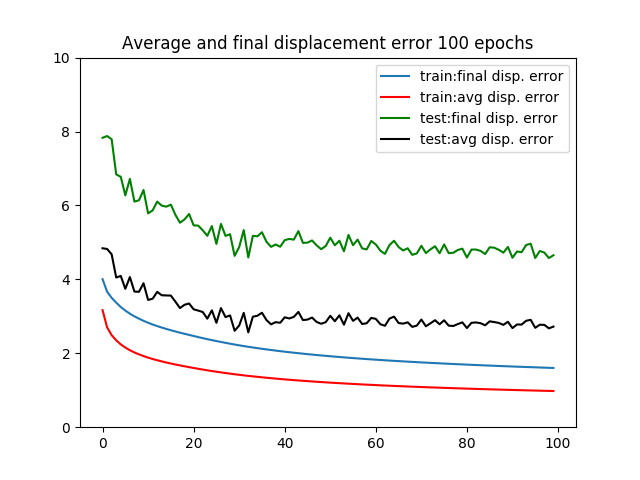 Average and final displacement error 100 epochs
10
8
6
4
2
0
train:final disp. error
train:avg disp. error
test:final disp. error
test:avg disp. error
0 20 40 60 80 100